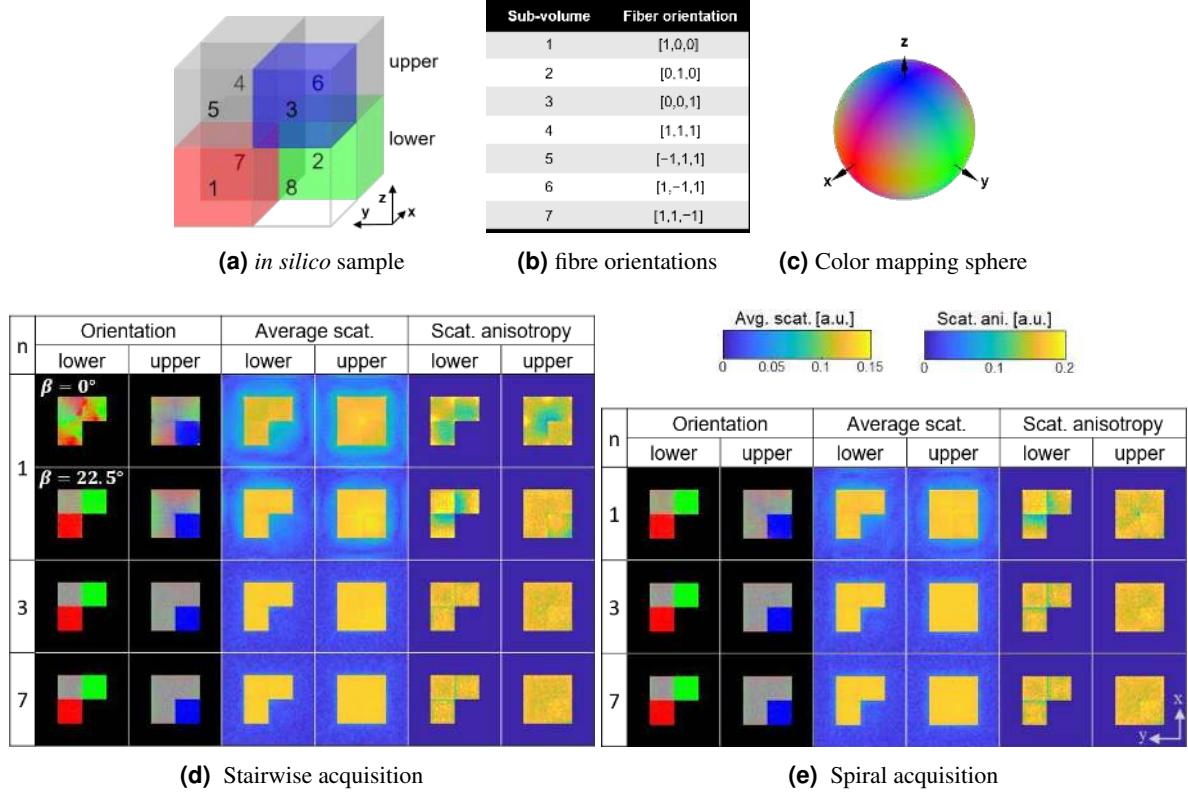 upper
lower
4
6
5
3
7
2
1
8
z
y
x
(a) in silico sample
Sub-volume Fiber orientation
1 [1,0,0]
2 [0,1,0]
3 [0,0,1]
4 [1,1,1]
5 [−1,1,1]
6 [1,−1,1]
7 [1,1,−1]
(b) fibre orientations
z
x
y
(c) Color mapping sphere
n Orientation Average scat. Scat. anisotropy
lower upper lower upper lower upper
β = 0°
1
β = 22.5°
3
7
(d) Stairwise acquisition
Avg. scat. [a.u.] Scat. ani. [a.u.]
0 0.05 0.1 0.15 0 0.1 0.2
n Orientation Average scat. Scat. anisotropy
lower upper lower upper lower upper
1
3
7
x
y
(e) Spiral acquisition